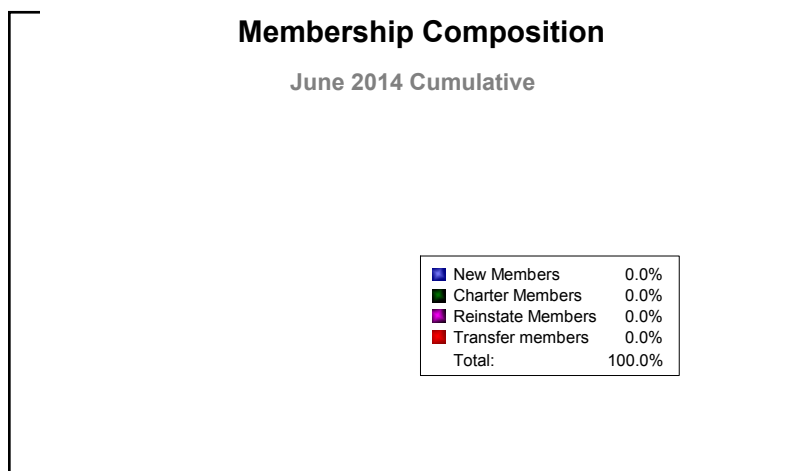 Membership Composition
June 2014 Cumulative
New Members 0.0%
Charter Members 0.0%
Reinstate Members 0.0%
Transfer members 0.0%
Total: 100.0%